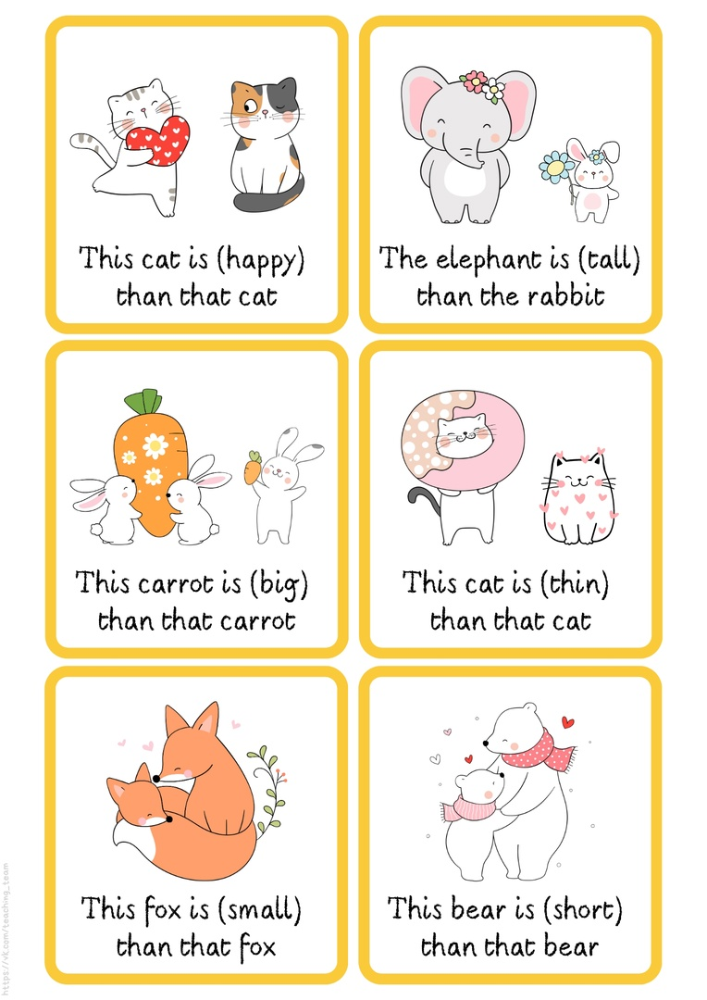 This cat is (happy)
than that cat
The elephant is (tall)
than the rabbit
This carrot is (big)
than that carrot
This cat is (thin)
than that cat
This fox is (small)
than that fox
This bear is (short)
than that bear
https://vk.com/teaching_team